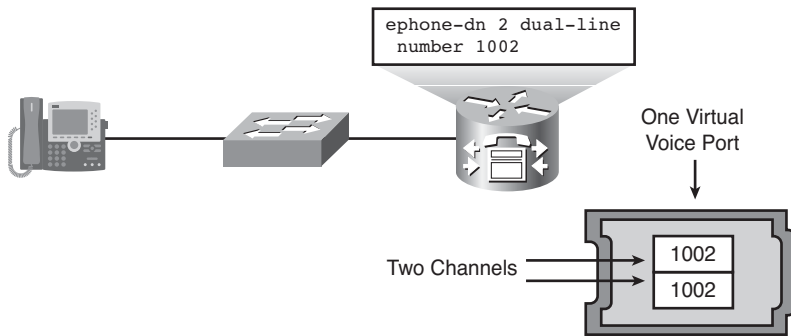 ephone-dn 2 dual-line
number 1002
One Virtual
Voice Port
Two Channels
1002
1002